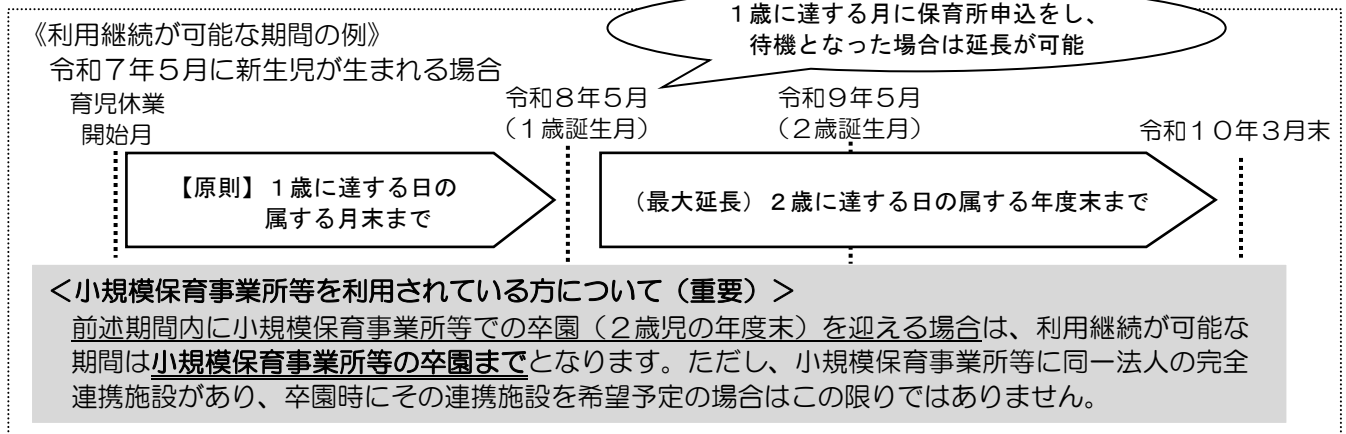 １歳に達する月に保育所申込をし、
待機となった場合は延長が可能
《利用継続が可能な期間の例》
令和７年５月に新生児が生まれる場合
育児休業
開始月
令和８年５月
（１歳誕生月）
令和９年５月
（２歳誕生月）
令和１０年３月末
【原則】１歳に達する日の
属する月末まで
（最大延長）２歳に達する日の属する年度末まで
＜小規模保育事業所等を利用されている方について（重要）＞
前述期間内に小規模保育事業所等での卒園（２歳児の年度末）を迎える場合は、利用継続が可能な
期間は小規模保育事業所等の卒園までとなります。ただし、小規模保育事業所等に同一法人の完全
連携施設があり、卒園時にその連携施設を希望予定の場合はこの限りではありません。